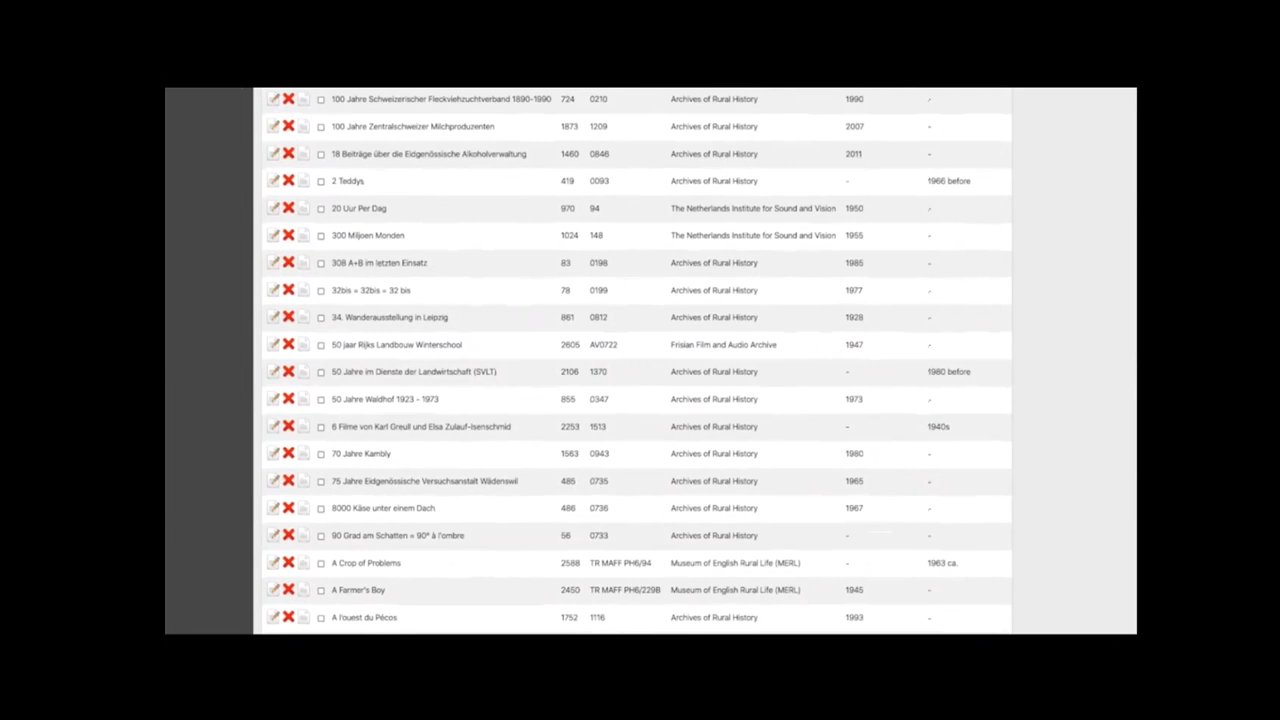 100 Jahre Schweizerischer Fleckviehzuchtverband 1890-1990 724 0210 Archives of Rural History 1990 -
100 Jahre Zentralschweizer Milchproduzenten 1873 1209 Archives of Rural History 2007 -
18 Beiträge über die Eidgenössische Alkoholverwaltung 1460 0846 Archives of Rural History 2011 -
2 Teddys 419 0093 Archives of Rural History - 1966 before
20 Uur Per Dag 970 94 The Netherlands Institute for Sound and Vision 1950 -
300 Miljoen Monden 1024 148 The Netherlands Institute for Sound and Vision 1955 -
308 A+B im letzten Einsatz 83 0198 Archives of Rural History 1985 -
32bis = 32bis = 32 bis 78 0199 Archives of Rural History 1977 -
34. Wanderausstellung in Leipzig 861 0812 Archives of Rural History 1928 -
50 jaar Rijks Landbouw Winterschool 2605 AV0722 Frisian Film and Audio Archive 1947 -
50 Jahre im Dienste der Landwirtschaft (SVLT) 2106 1370 Archives of Rural History - 1980 before
50 Jahre Waldhof 1923 - 1973 855 0347 Archives of Rural History 1973 -
6 Filme von Karl Greull und Elsa Zulauf-Isenschmid 2253 1513 Archives of Rural History - 1940s
70 Jahre Kambly 1563 0943 Archives of Rural History 1980 -
75 Jahre Eidgenössische Versuchsanstalt Wädenswil 485 0735 Archives of Rural History 1965 -
8000 Käse unter einem Dach 486 0736 Archives of Rural History 1967 -
90 Grad am Schatten = 90° à l'ombre 56 0733 Archives of Rural History - -
A Crop of Problems 2588 TR MAFF PH6/94 Museum of English Rural Life (MERL) - 1963 ca.
A Farmer's Boy 2450 TR MAFF PH6/229B Museum of English Rural Life (MERL) 1945 -
A l'ouest du Pécos 1752 1116 Archives of Rural History 1993 -